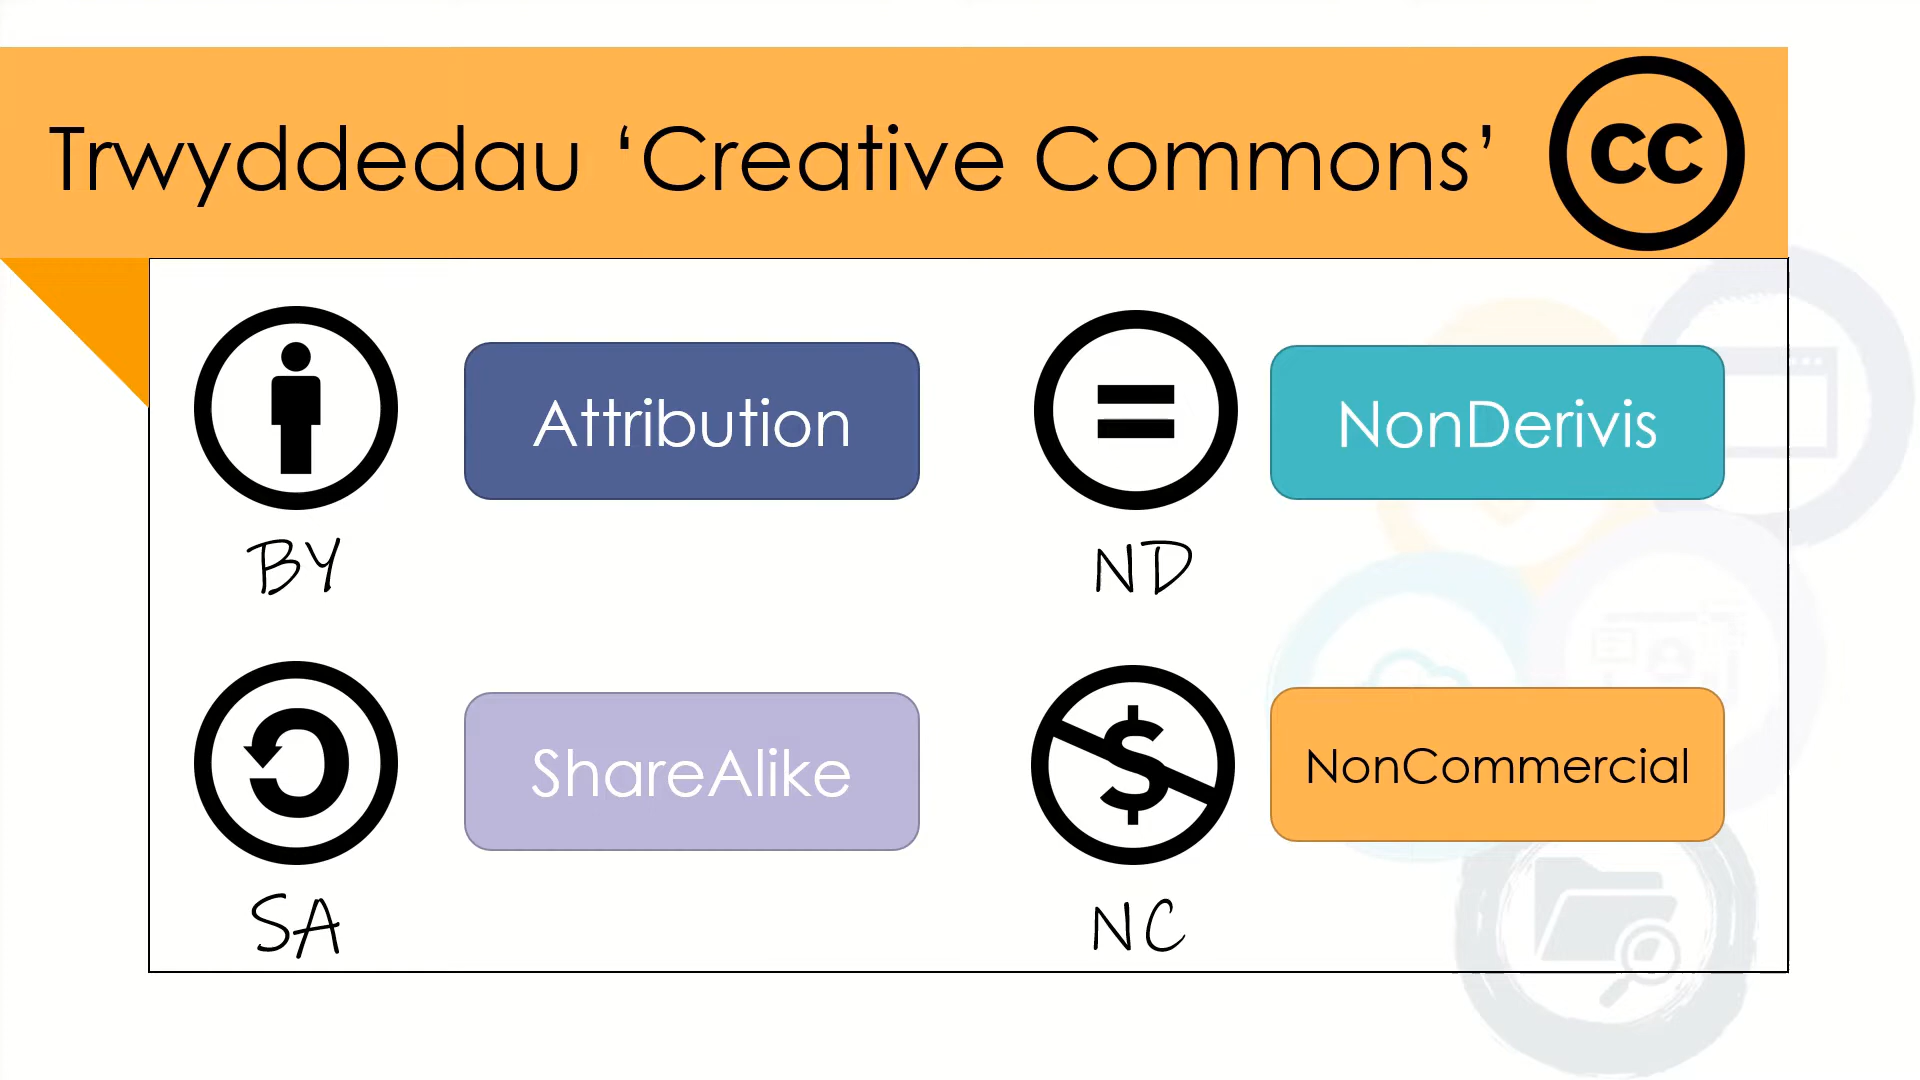 Trwyddedau ‘Creative Commons’
cc
Attribution
NonDerivis
BY
ND
ShareAlike
$
NonCommercial
SA
NC